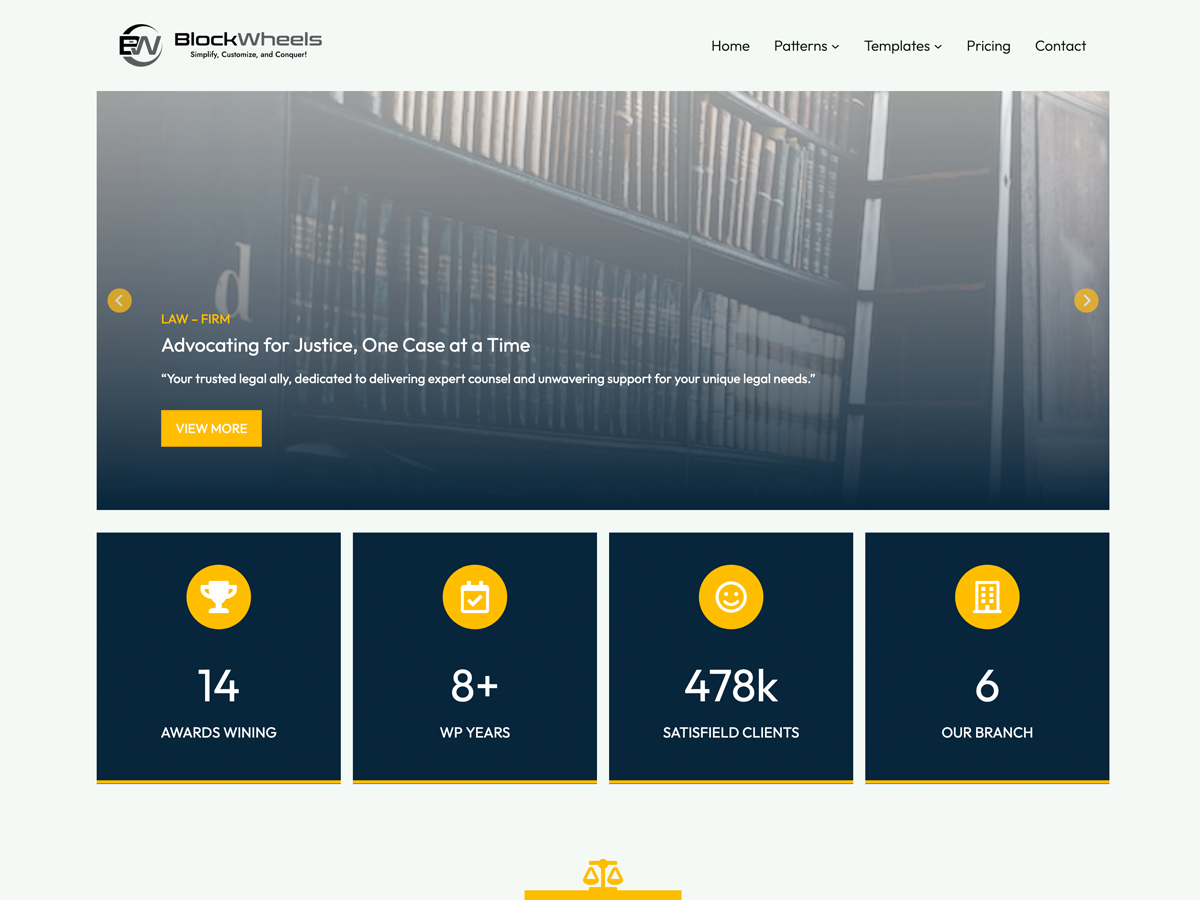 BW
BlockWheels
Simplify, Customize, and Conquer!
Home Patterns Templates Pricing Contact
d
LAW – FIRM
Advocating for Justice, One Case at a Time
“Your trusted legal ally, dedicated to delivering expert counsel and unwavering support for your unique legal needs.”
VIEW MORE
14
AWARDS WINING
8+
WP YEARS
478k
SATISFIELD CLIENTS
6
OUR BRANCH